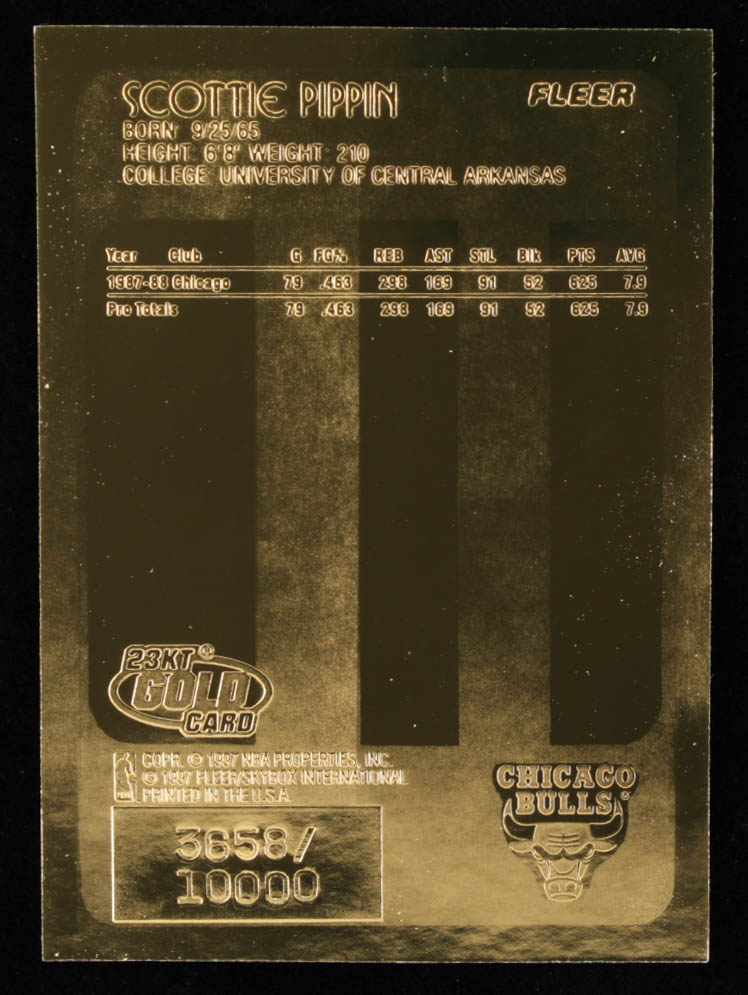 SCOTTIE PIPPIN
FLEER
BORN: 9/25/65
HEIGHT: 6'8" WEIGHT: 210
COLLEGE: UNIVERSITY OF CENTRAL ARKANSAS
Year Club G FG% REB AST STL Blk PTS AVG
1987-88 Chicago 79 .463 298 169 91 52 625 7.9
Pro Totals 79 .463 298 169 91 52 625 7.9
23KT®
GOLD
CARD
COPR. © 1997 NBA PROPERTIES, INC.
© 1997 FLEER/SKYBOX INTERNATIONAL
PRINTED IN THE U.S.A.
3658/
10000
CHICAGO
BULLS®